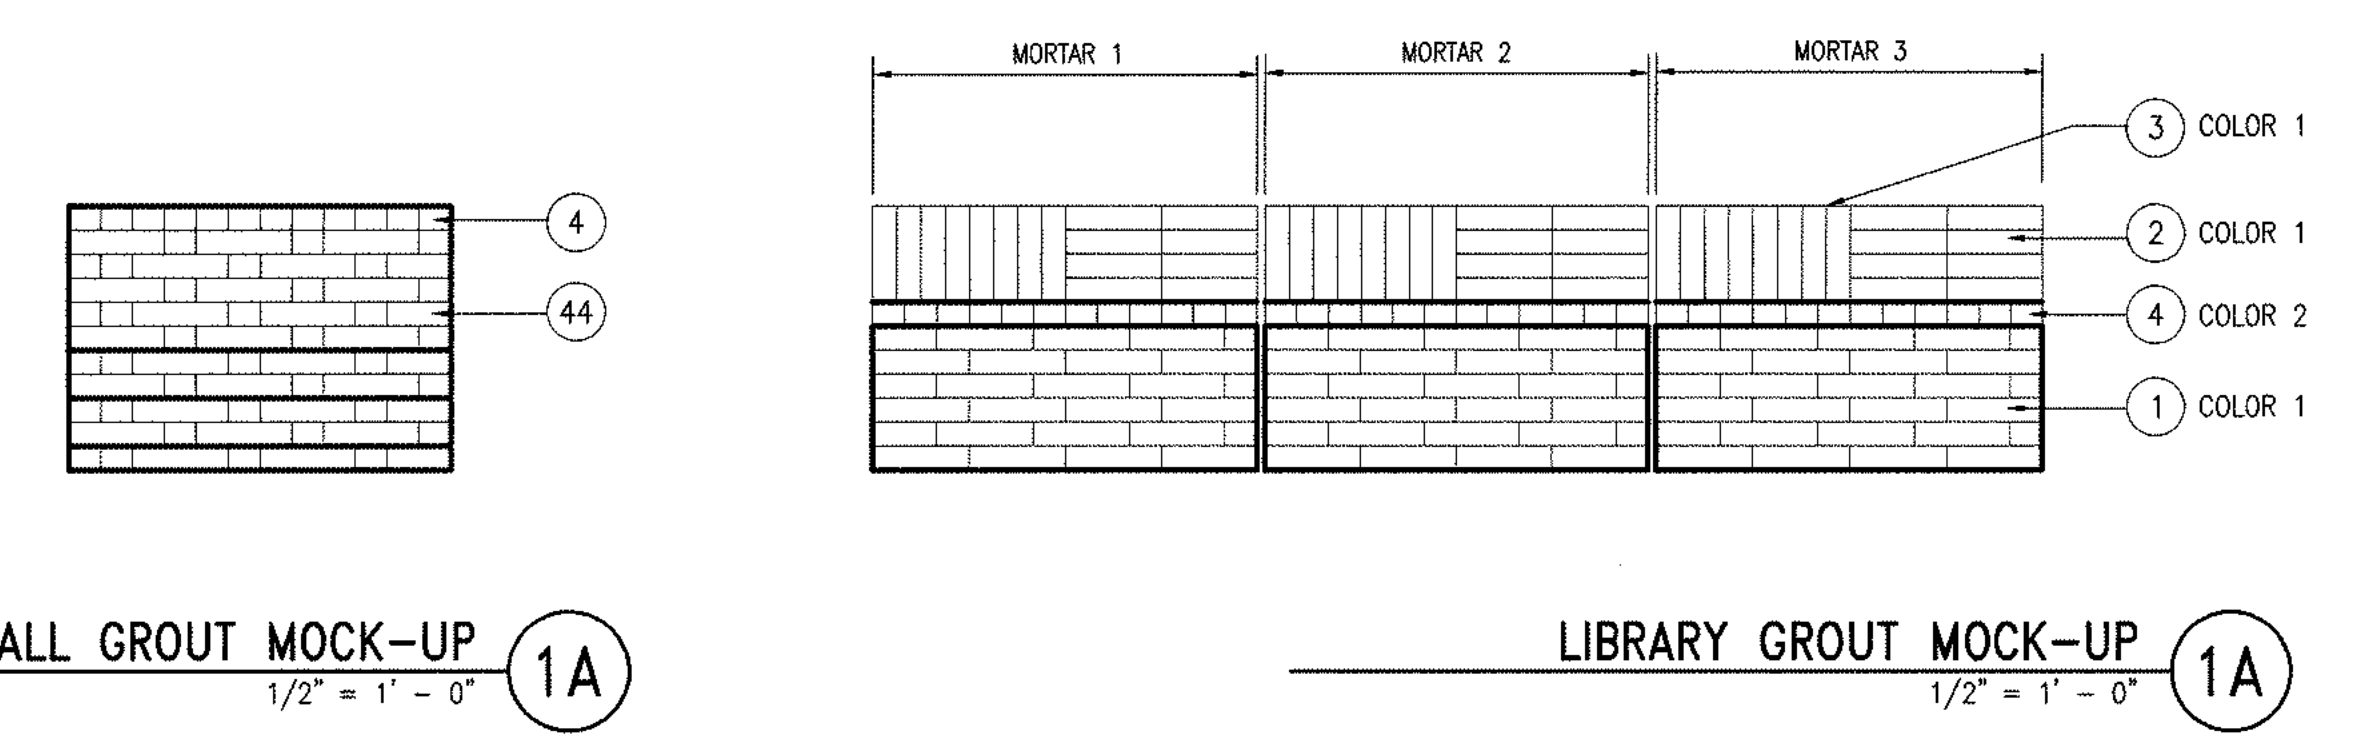 MORTAR 1
MORTAR 2
MORTAR 3
3 COLOR 1
4
2 COLOR 1
44
4 COLOR 2
1 COLOR 1
ALL GROUT MOCK-UP
1A
1/2" = 1' - 0"
LIBRARY GROUT MOCK-UP
1A
1/2" = 1' - 0"